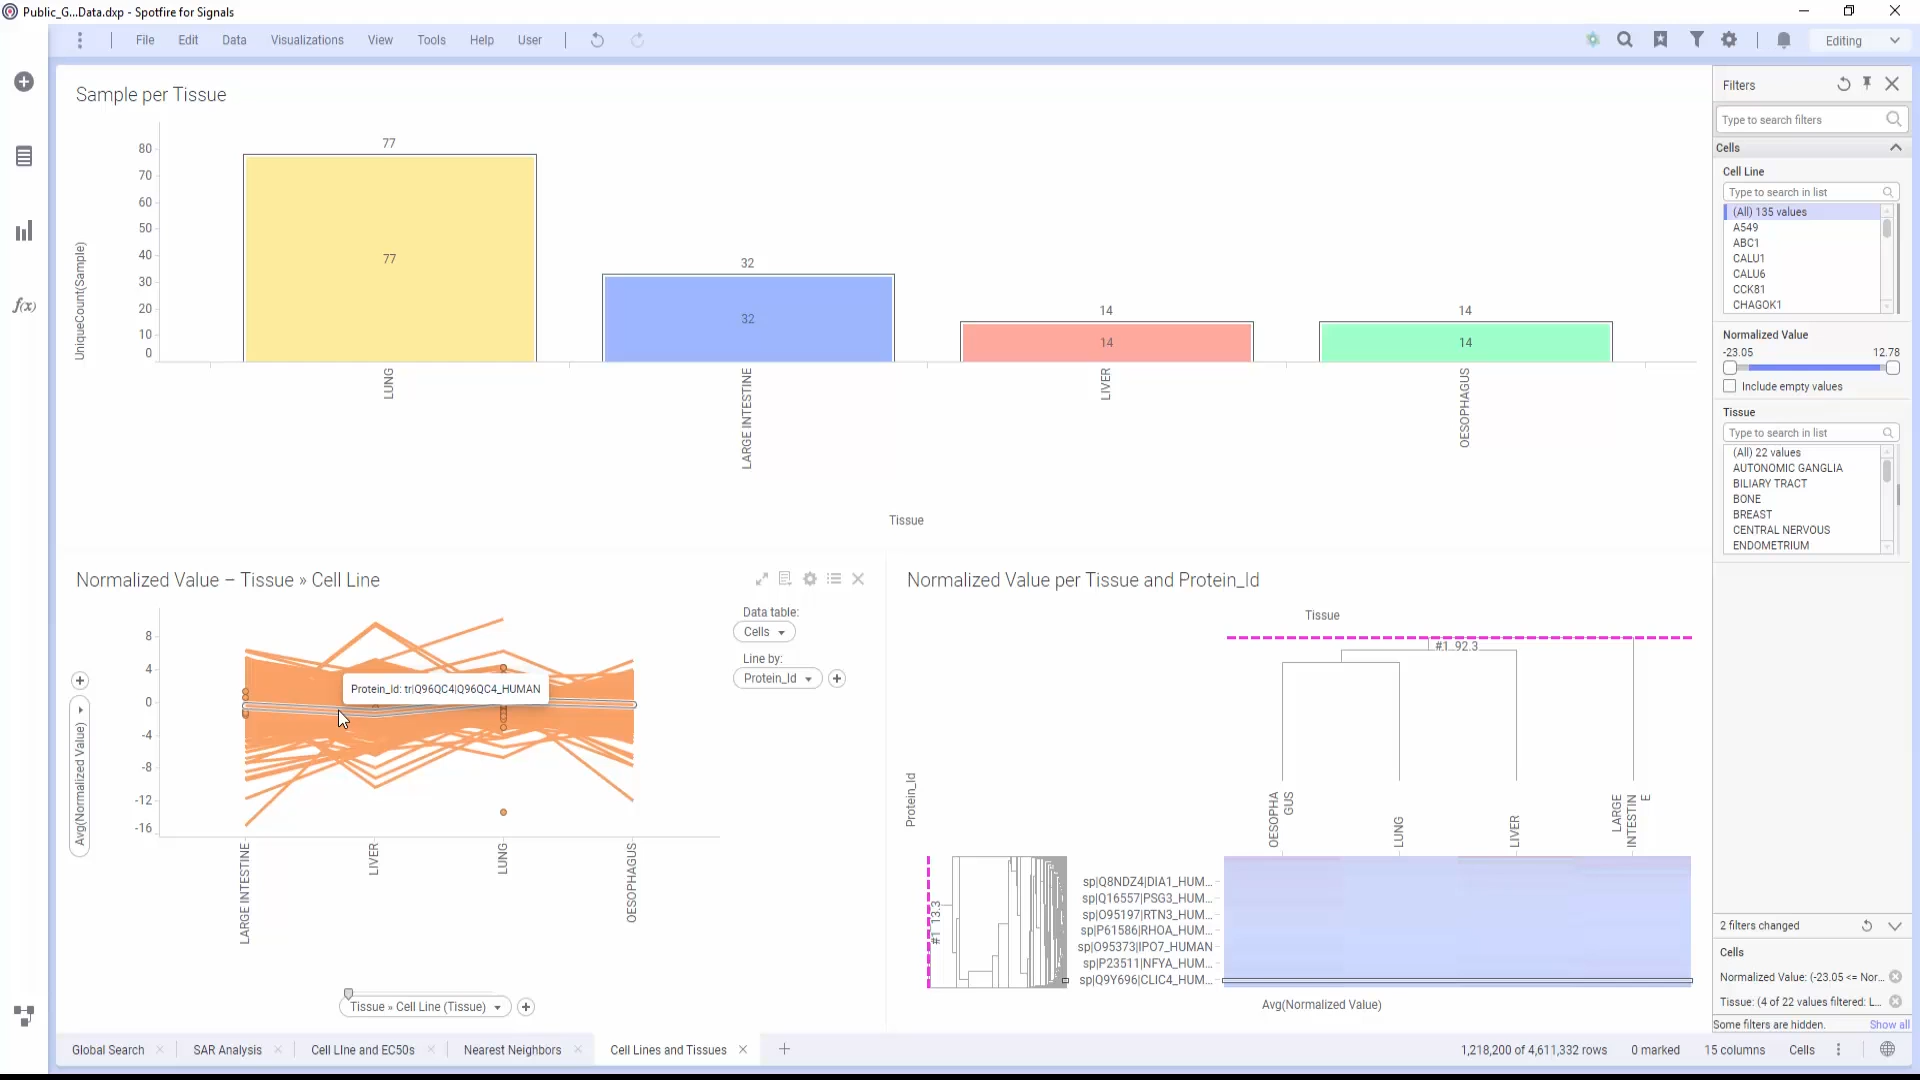 Public_G...Data.dxp - Spotfire for Signals
File Edit Data Visualizations View Tools Help User
Editing
Sample per Tissue
UniqueCount(Sample)
80
70
60
50
40
30
20
10
0
77
77
32
32
14
14
14
14
LUNG
LARGE INTESTINE
LIVER
OESOPHAGUS
Tissue
Normalized Value – Tissue » Cell Line
Avg(Normalized Value)
8
4
0
-4
-8
-12
-16
Protein_Id: tr|Q96QC4|Q96QC4_HUMAN
LARGE INTESTINE
LIVER
LUNG
OESOPHAGUS
Tissue » Cell Line (Tissue)
Data table:
Cells
Line by:
Protein_Id
Normalized Value per Tissue and Protein_Id
Tissue
#1 92.3
OESOPHA
GUS
LUNG
LIVER
LARGE
INTESTIN
E
Protein_Id
#1 13.3
sp|Q8NDZ4|DIA1_HUM...
sp|Q16557|PSG3_HUM...
sp|O95197|RTN3_HUM...
sp|P61586|RHOA_HUM...
sp|O95373|IPO7_HUMAN
sp|P23511|NFYA_HUM...
sp|Q9Y696|CLIC4_HUM...
Avg(Normalized Value)
Filters
Type to search filters
Cells
Cell Line
Type to search in list
(All) 135 values
A549
ABC1
CALU1
CALU6
CCK81
CHAGOK1
Normalized Value
-23.05 12.78
Include empty values
Tissue
Type to search in list
(All) 22 values
AUTONOMIC GANGLIA
BILIARY TRACT
BONE
BREAST
CENTRAL NERVOUS
ENDOMETRIUM
2 filters changed
Cells
Normalized Value: (-23.05 <= Nor...
Tissue: (4 of 22 values filtered: L...
Some filters are hidden. Show all
Global Search
SAR Analysis
Cell LIne and EC50s
Nearest Neighbors
Cell Lines and Tissues
1,218,200 of 4,611,332 rows 0 marked 15 columns Cells
f(x)